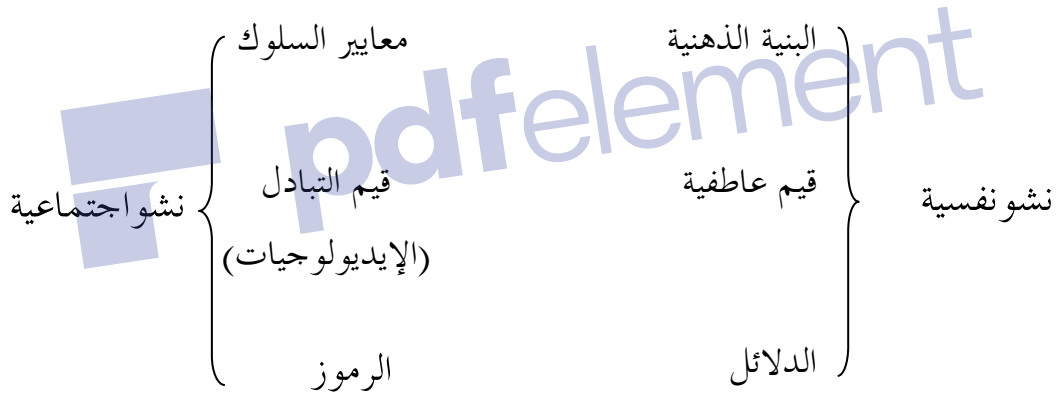 البنية الذهنية
معايير السلوك
نشونفسية
قيم عاطفية
قيم التبادل
نشواجتماعية
(الإيديولوجيات)
الدلائل
الرموز
pdfelement